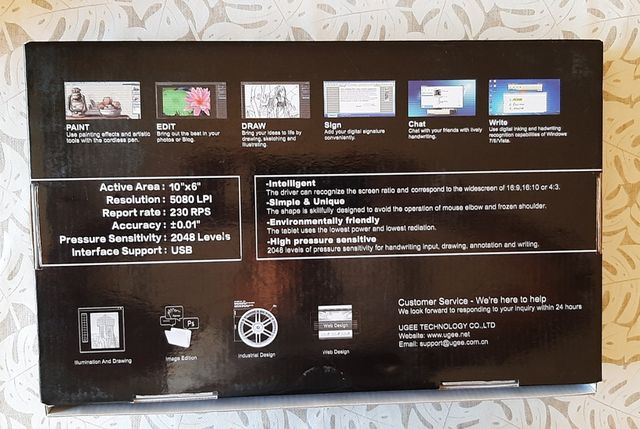 PAINT
Use painting effects and artistic
tools with the cordless pen.
EDIT
Bring out the best in your
photos or Blog.
DRAW
Bring your ideas to life by
drawing, sketching and
illustrating.
Sign
Add your digital signature
conveniently.
Chat
Chat with your friends with lively
handwriting.
Write
Use digital inking and hadwriting
recognition capabilities of Windows
7/8/Vista.
Active Area : 10"x6"
Resolution : 5080 LPI
Report rate : 230 RPS
Accuracy : ±0.01"
Pressure Sensitivity : 2048 Levels
Interface Support : USB
-Intelligent
The driver can recognize the screen ratio and correspond to the widescreen of 16:9,16:10 or 4:3.
-Simple & Unique
The shape is skillfully designed to avoid the operation of mouse elbow and frozen shoulder.
-Environmentally friendly
The tablet uses the lowest power and lowest radiation.
-High pressure sensitive
2048 levels of pressure sensitivity for handwriting input, drawing, annotation and writing.
Ps
Web Design
Illumination And Drawing
Image Edition
Industrial Design
Web Design
Customer Service - We're here to help
We look forward to responding to your inquiry within 24 hours
UGEE TECHNOLOGY CO.,LTD
Website: www.ugee.net
Email: support@ugee.com.cn